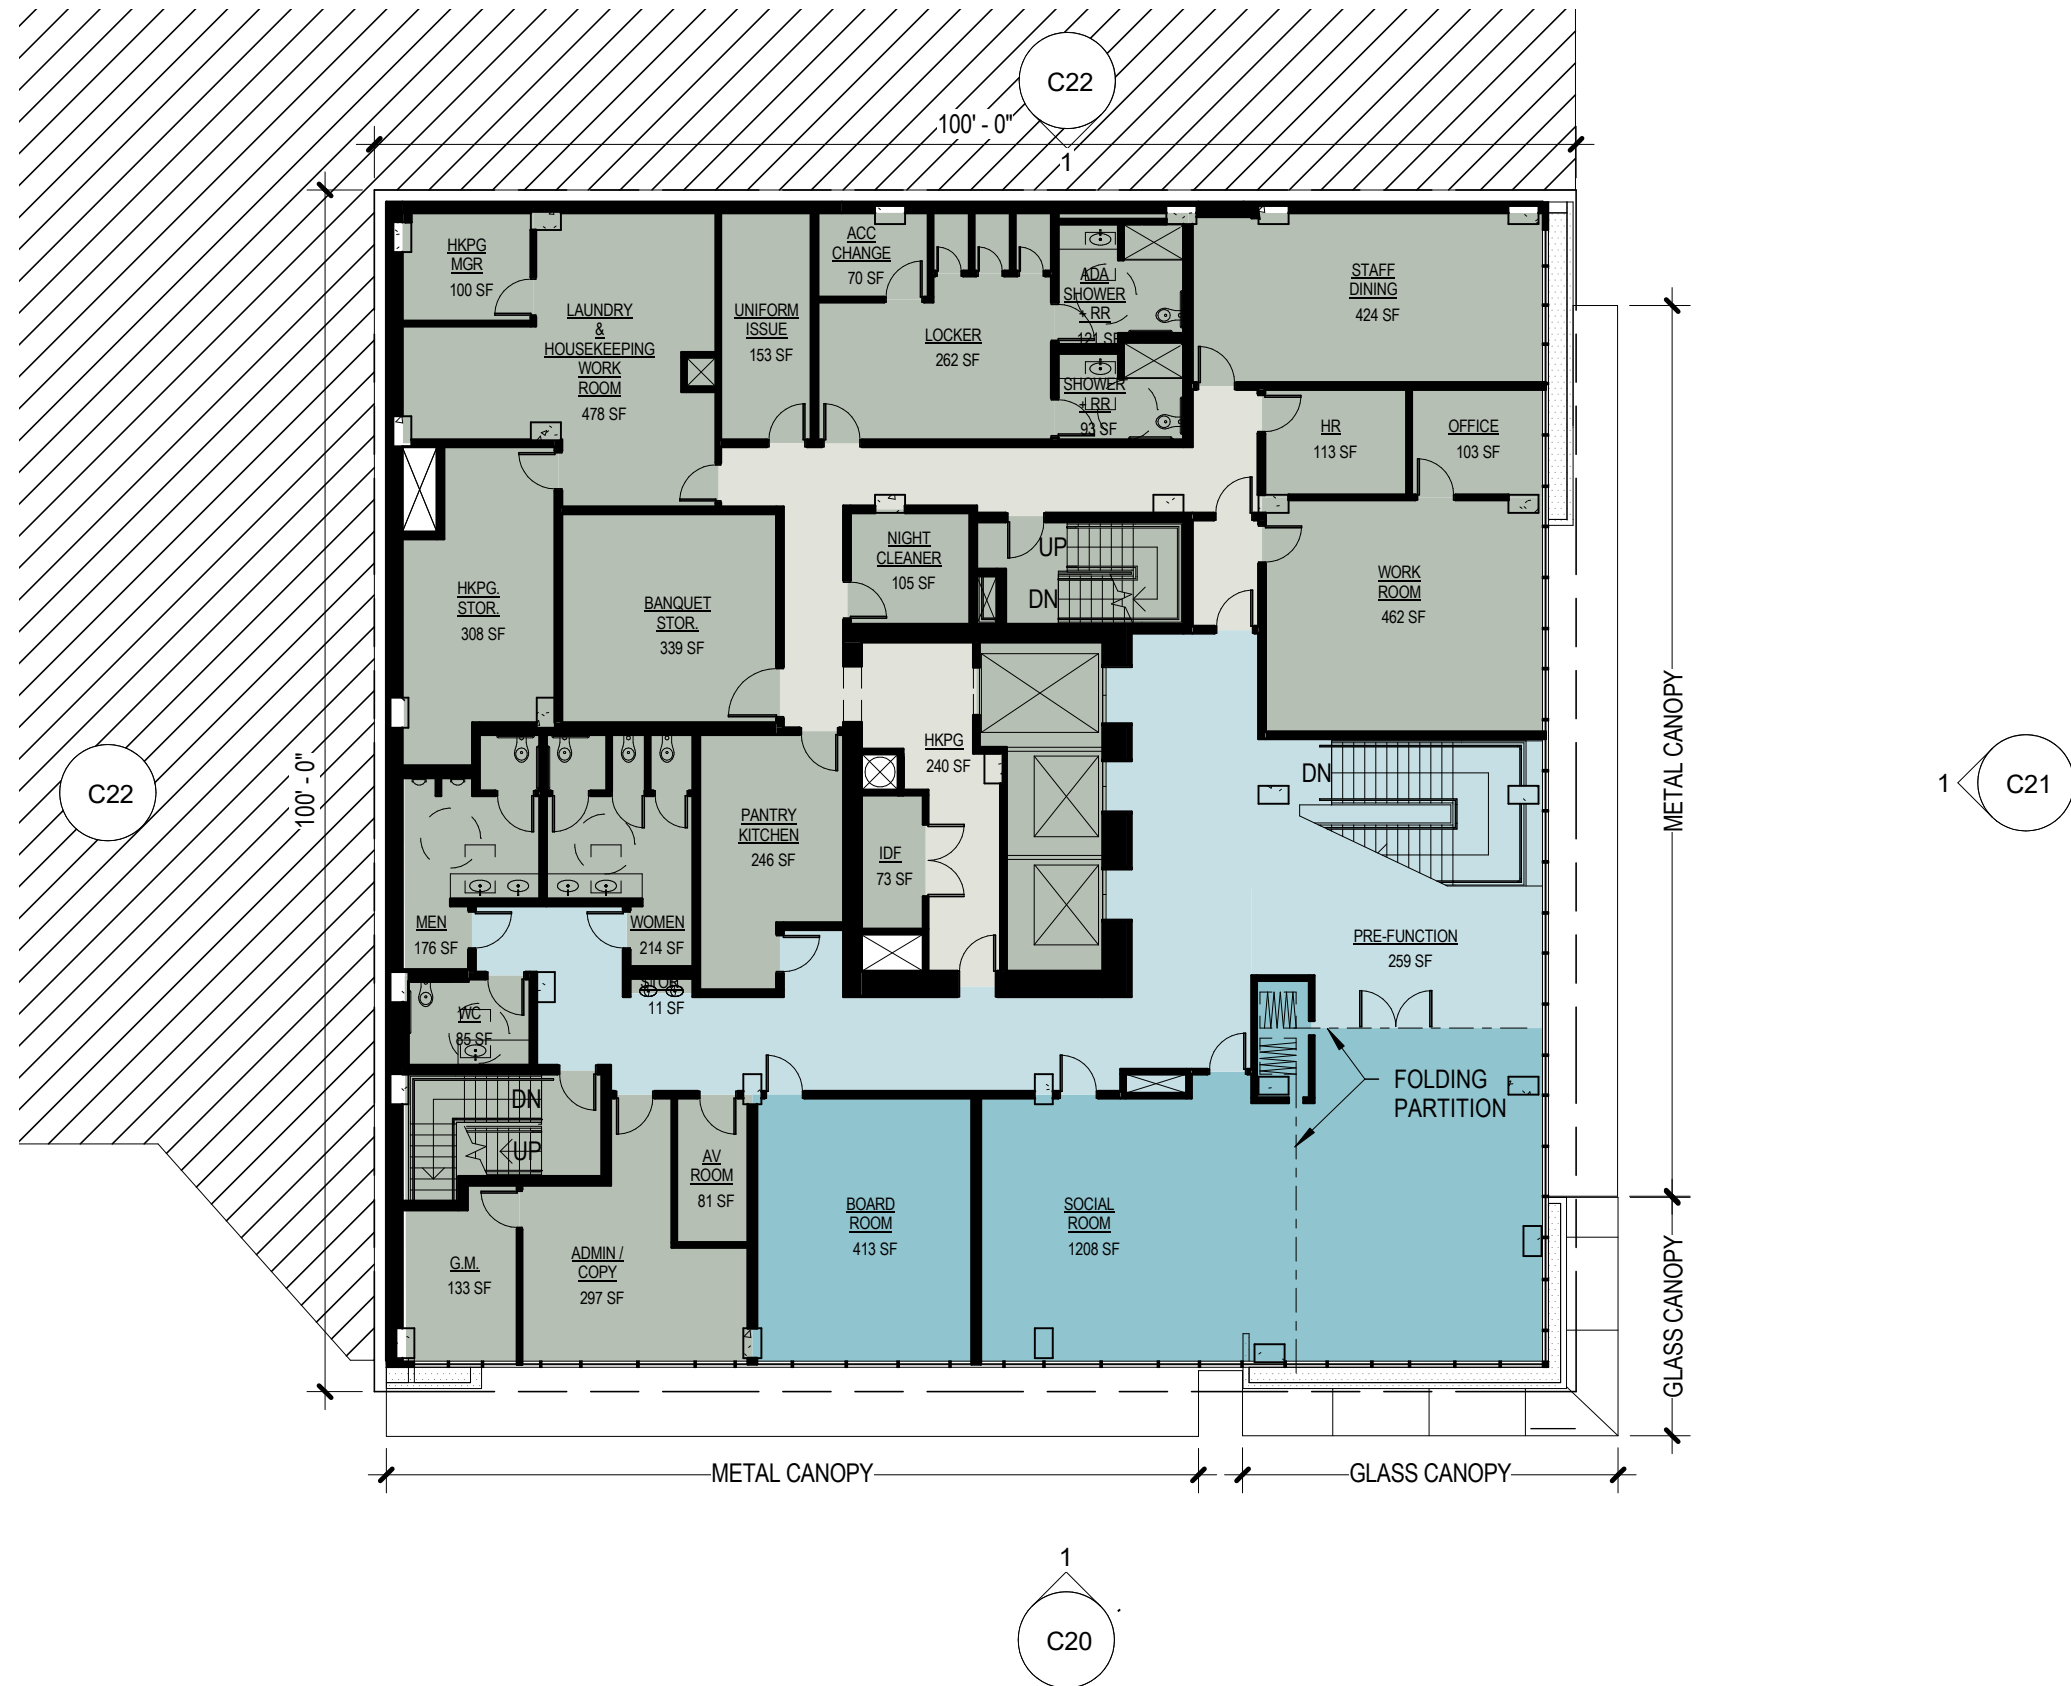 C22
100' - 0"
1
HKPG
MGR
100 SF
LAUNDRY
&
HOUSEKEEPING
WORK
ROOM
478 SF
UNIFORM
ISSUE
153 SF
ACC
CHANGE
70 SF
LOCKER
262 SF
ADA
SHOWER
+ RR
121 SF
SHOWER
+ RR
93 SF
STAFF
DINING
424 SF
HR
113 SF
OFFICE
103 SF
HKPG.
STOR.
308 SF
BANQUET
STOR.
339 SF
NIGHT
CLEANER
105 SF
UP
DN
WORK
ROOM
462 SF
C22
100' - 0"
HKPG
240 SF
PANTRY
KITCHEN
246 SF
IDF
73 SF
DN
METAL CANOPY
1
C21
MEN
176 SF
WOMEN
214 SF
STOR
11 SF
WC
85 SF
PRE-FUNCTION
259 SF
FOLDING
PARTITION
DN
UP
AV
ROOM
81 SF
G.M.
133 SF
ADMIN /
COPY
297 SF
BOARD
ROOM
413 SF
SOCIAL
ROOM
1208 SF
GLASS CANOPY
METAL CANOPY
GLASS CANOPY
1
C20